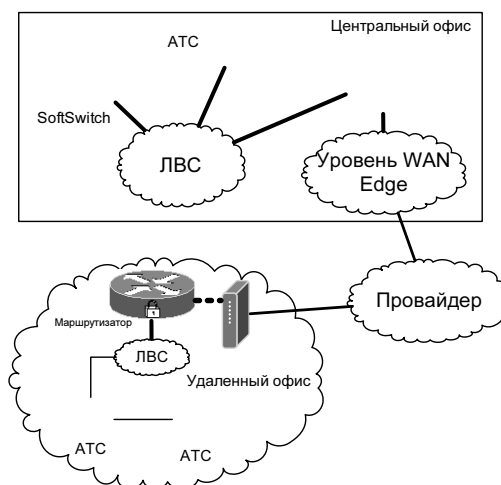 Центральный офис
АТС
SoftSwitch
ЛВС
Уровень WAN
Edge
Провайдер
Маршрутизатор
ЛВС
Удаленный офис
АТС
АТС